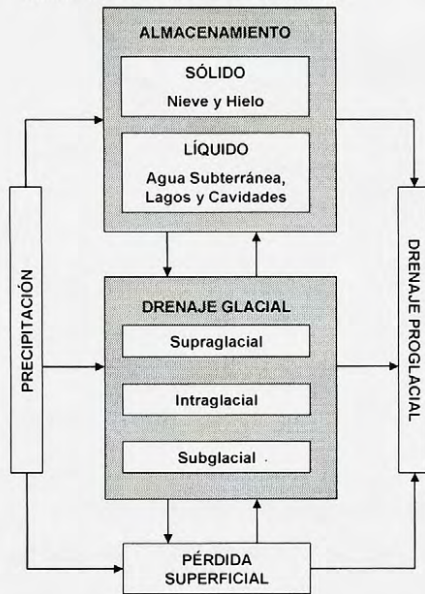 ALMACENAMIENTO
SÓLIDO
Nieve y Hielo
LÍQUIDO
Agua Subterránea,
Lagos y Cavidades
PRECIPITACIÓN
DRENAJE GLACIAL
Supraglacial
Intraglacial
Subglacial
DRENAJE PROGLACIAL
PÉRDIDA
SUPERFICIAL